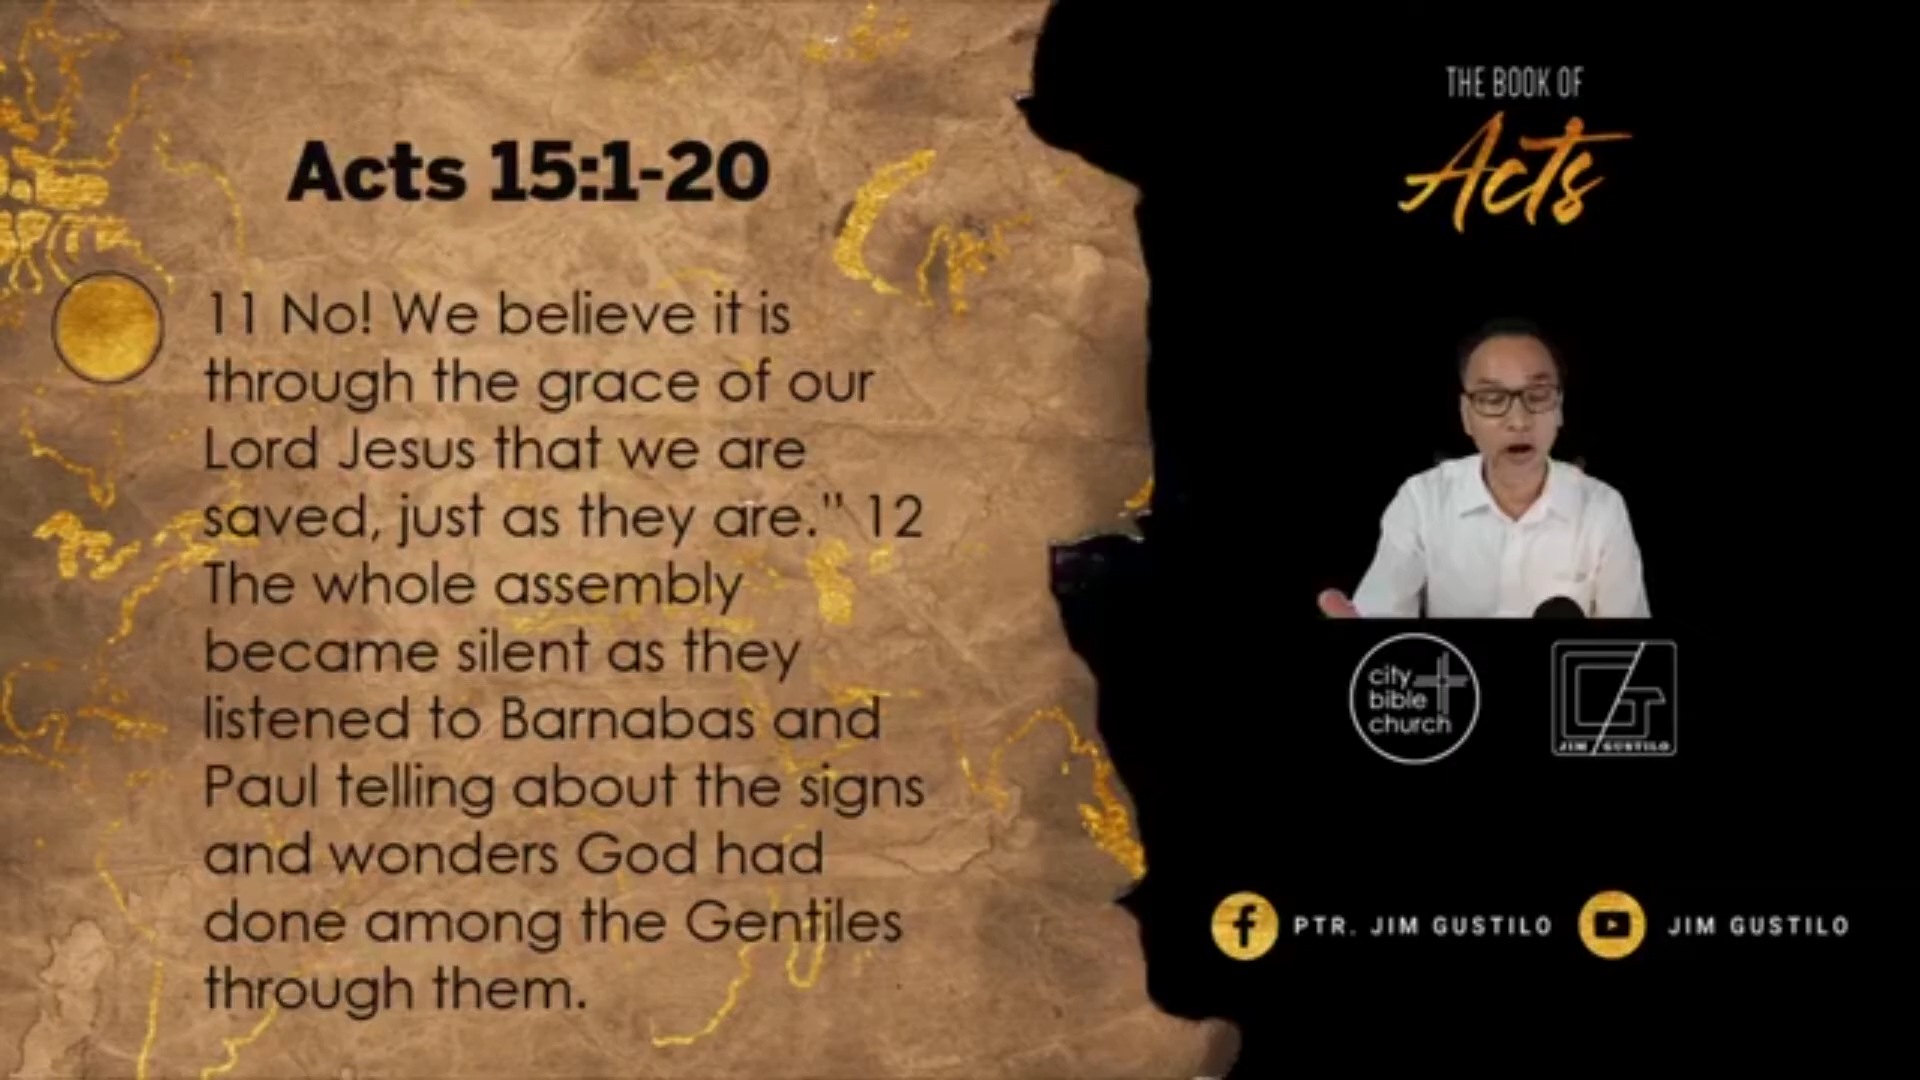 Acts 15:1-20
11 No! We believe it is
through the grace of our
Lord Jesus that we are
saved, just as they are.” 12
The whole assembly
became silent as they
listened to Barnabas and
Paul telling about the signs
and wonders God had
done among the Gentiles
through them.
THE BOOK OF
Acts
city
bible
church
JIM GUSTILO
PTR. JIM GUSTILO
JIM GUSTILO